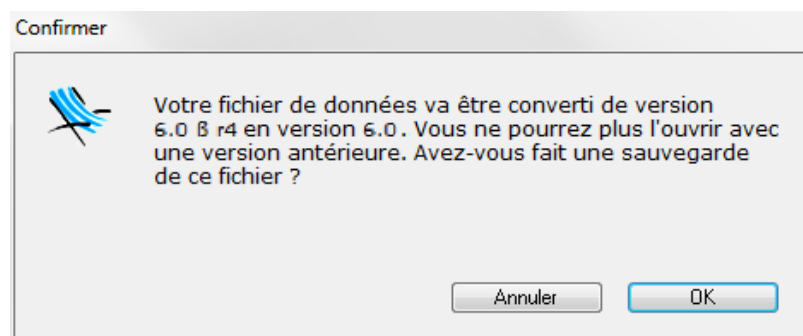 Confirmer
Votre fichier de données va être converti de version
6.0 ß r4 en version 6.0. Vous ne pourrez plus l'ouvrir avec
une version antérieure. Avez-vous fait une sauvegarde
de ce fichier ?
Annuler
OK